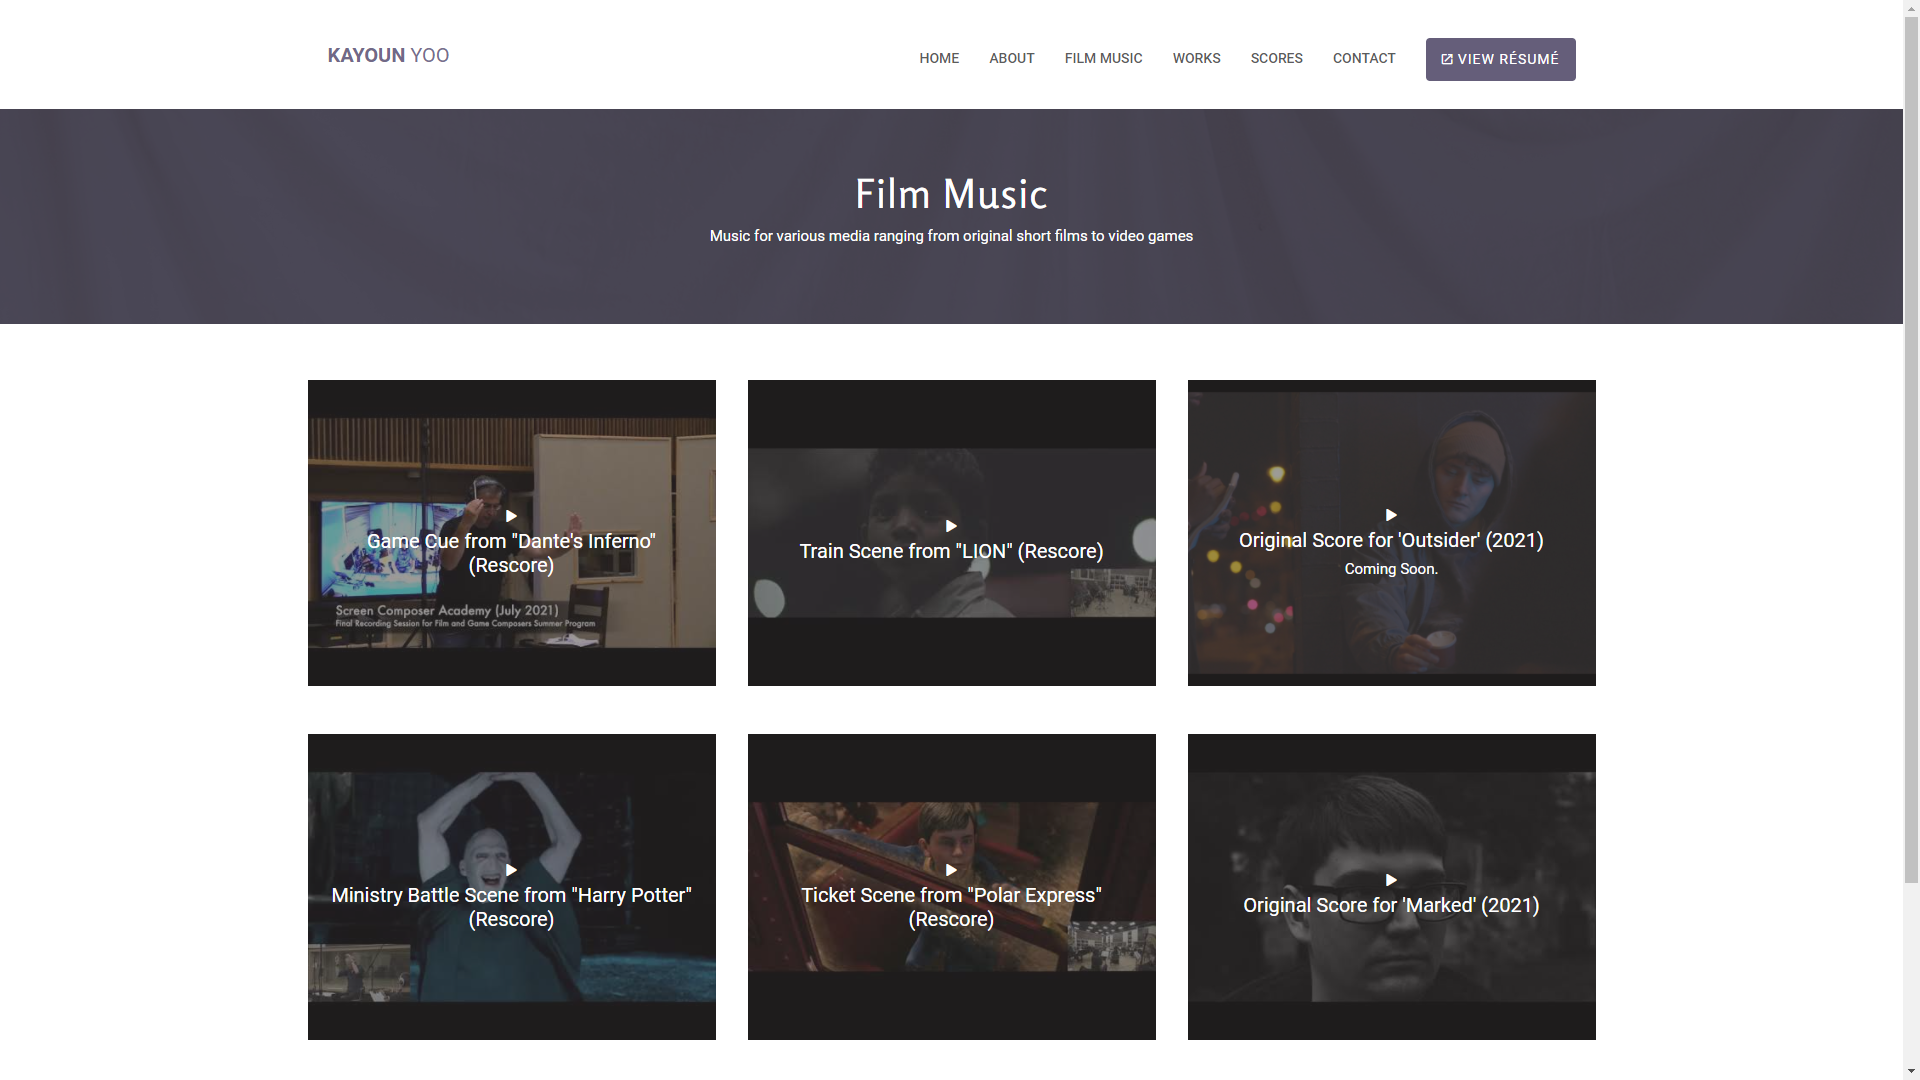 KAYOUN YOO
HOME
ABOUT
FILM MUSIC
WORKS
SCORES
CONTACT
VIEW RÉSUMÉ
Film Music
Music for various media ranging from original short films to video games
Game Cue from "Dante's Inferno"
(Rescore)
Screen Composer Academy (July 2021)
Final Recording Session for Film and Game Composers Summer Program
Train Scene from "LION" (Rescore)
Original Score for 'Outsider' (2021)
Coming Soon.
Ministry Battle Scene from "Harry Potter"
(Rescore)
Ticket Scene from "Polar Express"
(Rescore)
Original Score for 'Marked' (2021)